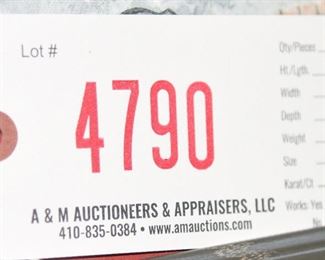 Lot #
4790
A & M AUCTIONEERS & APPRAISERS, LLC
410-835-0384 • www.amauctions.com
Qty/Pieces
Ht./Lgth.
Width
Depth
Weight
Size
Karat/Ct
Works: Yes
No